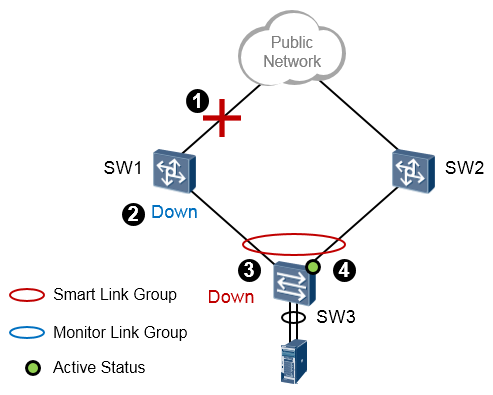 Public
Network
1
SW1
SW2
2 Down
3
4
Down
SW3
Smart Link Group
Monitor Link Group
Active Status